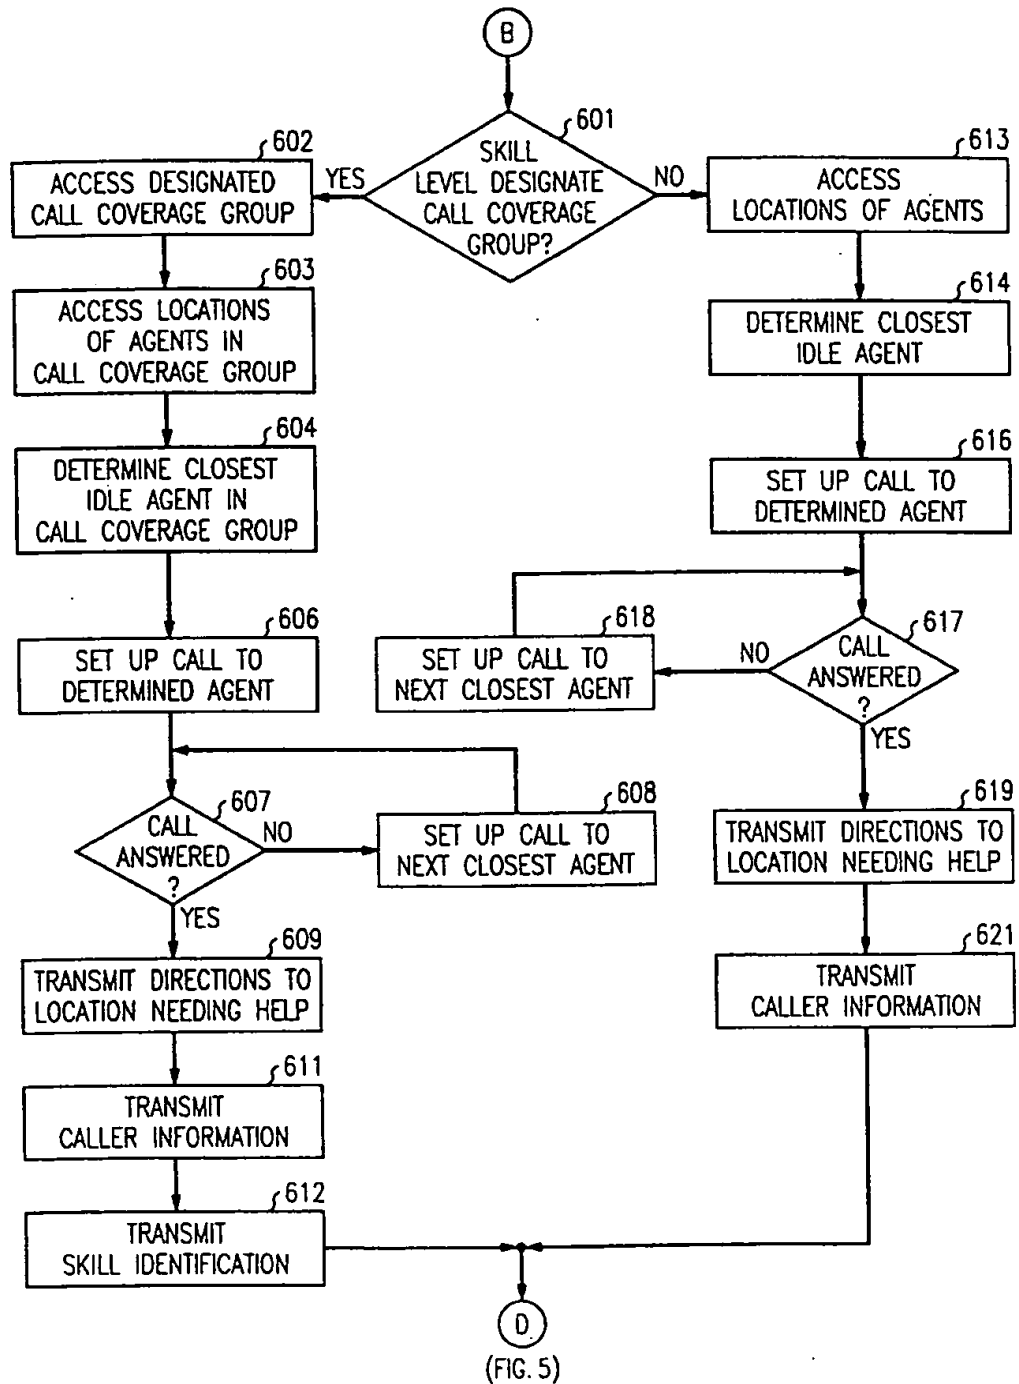 B
601
SKILL
LEVEL DESIGNATE
CALL COVERAGE
GROUP?
YES
NO
602
ACCESS DESIGNATED
CALL COVERAGE GROUP
603
ACCESS LOCATIONS
OF AGENTS IN
CALL COVERAGE GROUP
604
DETERMINE CLOSEST
IDLE AGENT IN
CALL COVERAGE GROUP
606
SET UP CALL TO
DETERMINED AGENT
607
CALL
ANSWERED
?
NO
YES
608
SET UP CALL TO
NEXT CLOSEST AGENT
609
TRANSMIT DIRECTIONS TO
LOCATION NEEDING HELP
611
TRANSMIT
CALLER INFORMATION
612
TRANSMIT
SKILL IDENTIFICATION
613
ACCESS
LOCATIONS OF AGENTS
614
DETERMINE CLOSEST
IDLE AGENT
616
SET UP CALL TO
DETERMINED AGENT
617
CALL
ANSWERED
?
NO
YES
618
SET UP CALL TO
NEXT CLOSEST AGENT
619
TRANSMIT DIRECTIONS TO
LOCATION NEEDING HELP
621
TRANSMIT
CALLER INFORMATION
D
(FIG. 5)